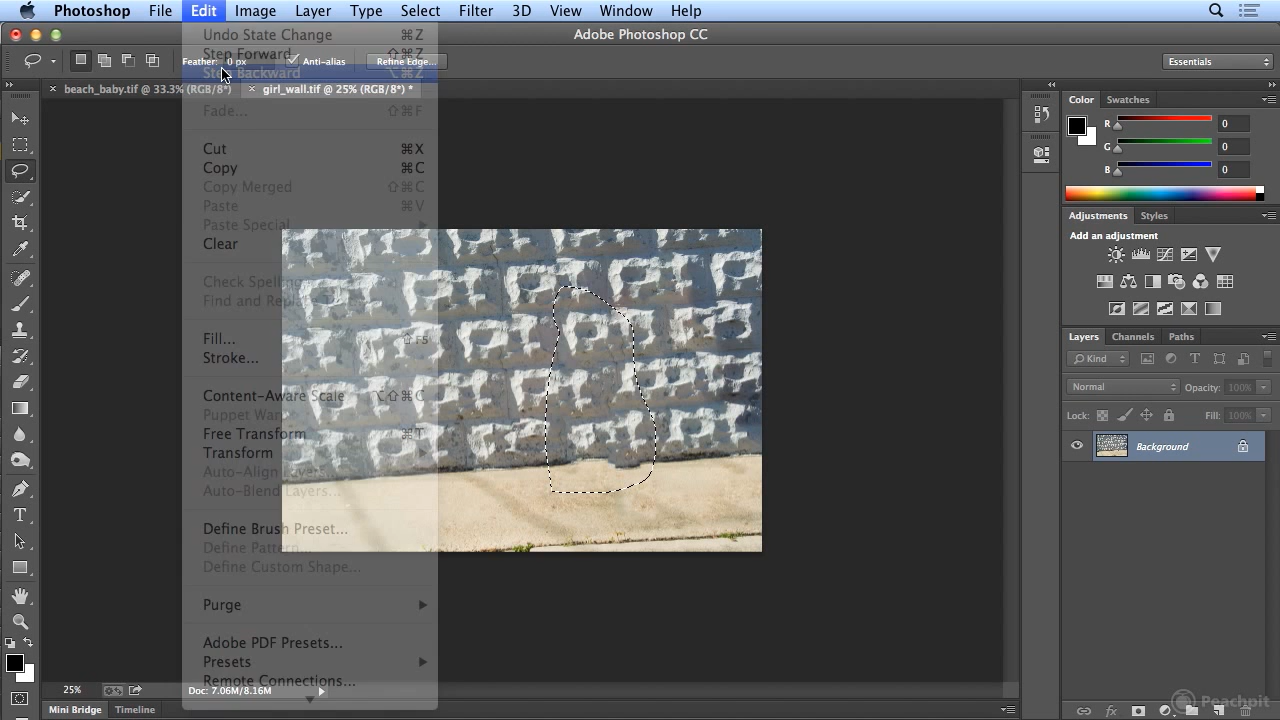 Photoshop File Edit Image Layer Type Select Filter 3D View Window Help
Adobe Photoshop CC
Feather: 0 px Anti-alias Refine Edge... Essentials
× beach_baby.tif @ 33.3% (RGB/8*) × girl_wall.tif @ 25% (RGB/8*) *
Undo State Change ⌘Z
Step Forward ⇧⌘Z
Step Backward ⌥⌘Z
Fade... ⇧⌘F
Cut ⌘X
Copy ⌘C
Copy Merged ⇧⌘C
Paste ⌘V
Paste Special
Clear
Check Spelling
Find and Replace T
Fill... ⇧F5
Stroke...
Content-Aware Scale ⌥⇧⌘C
Puppet Warp
Free Transform ⌘T
Transform
Auto-Align Layers...
Auto-Blend Layers...
Define Brush Preset...
Define Pattern...
Define Custom Shape...
Purge
Adobe PDF Presets...
Presets
Remote Connections...
25% Doc: 7.06M/8.16M
Mini Bridge Timeline
Color Swatches
R 0
G 0
B 0
Adjustments Styles
Add an adjustment
Layers Channels Paths
Kind
Normal Opacity: 100%
Lock: Fill: 100%
Background
fx
Peachpit